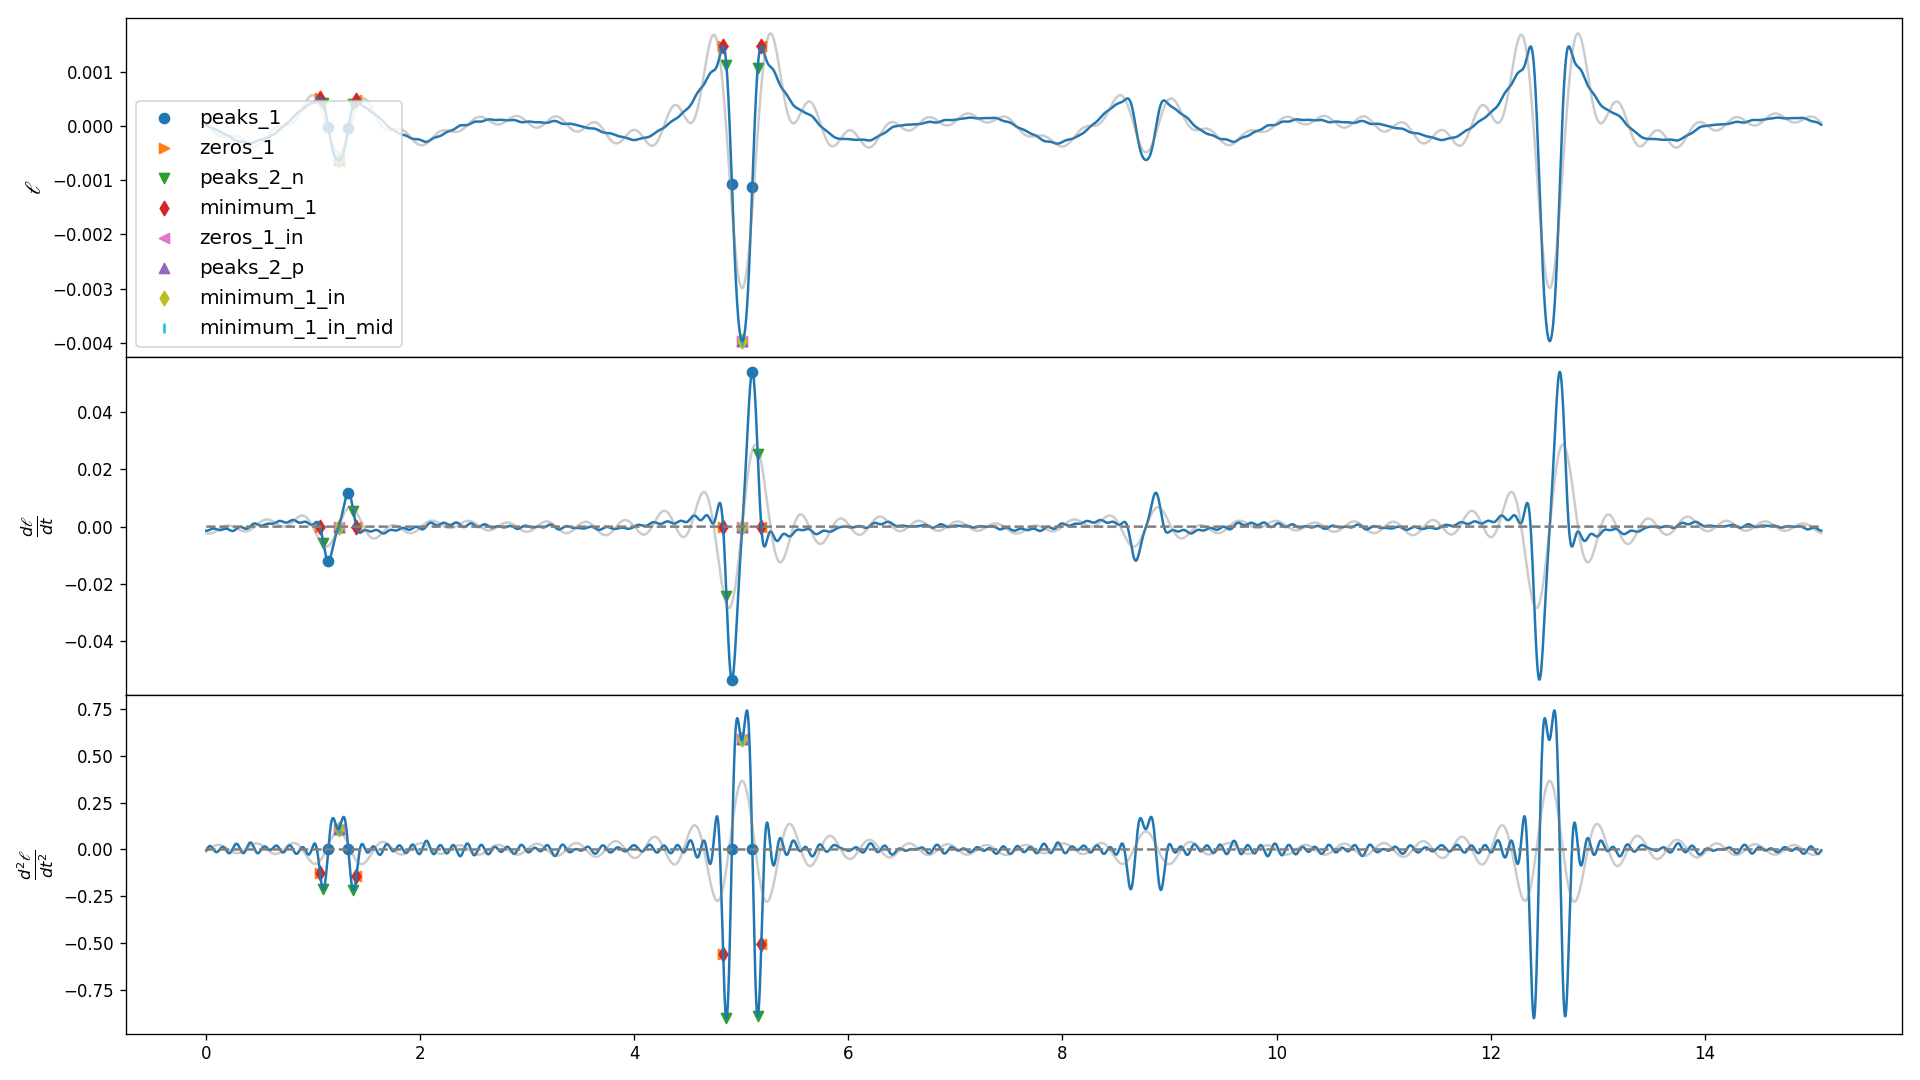 0.001
0.000
−0.001
−0.002
−0.003
−0.004
ℓ
peaks_1
zeros_1
peaks_2_n
minimum_1
zeros_1_in
peaks_2_p
minimum_1_in
minimum_1_in_mid
0.04
0.02
0.00
−0.02
−0.04
dℓ
dt
0.75
0.50
0.25
0.00
−0.25
−0.50
−0.75
d²ℓ
dt²
0 2 4 6 8 10 12 14